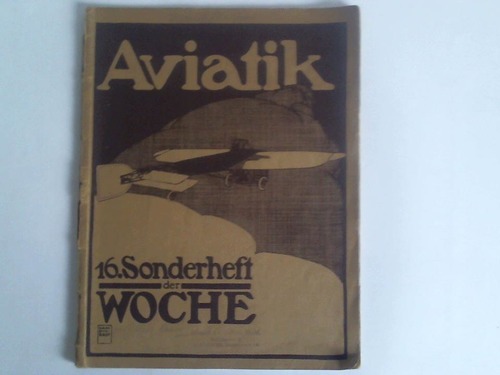 Aviatik
16. Sonderheft
der
WOCHE